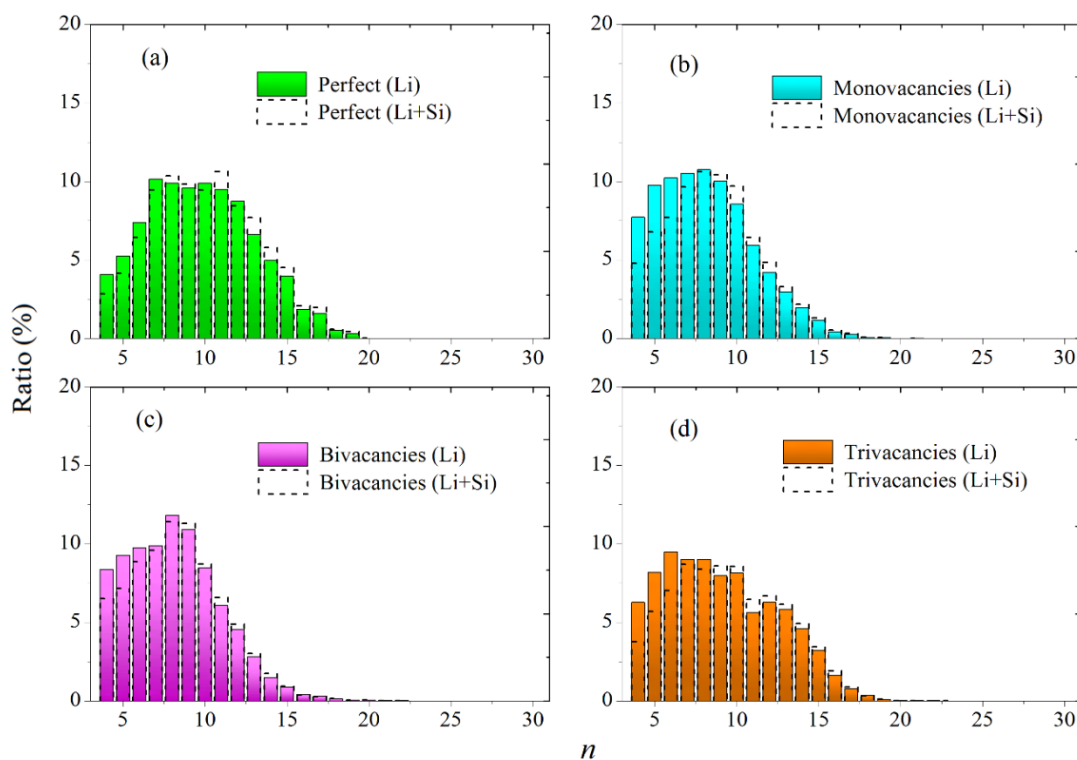 20
(a)
Perfect (Li)
Perfect (Li+Si)
15
10
5
0
5 10 15 20 25 30
20
(b)
Monovacancies (Li)
Monovacancies (Li+Si)
15
10
5
0
5 10 15 20 25 30
Ratio (%)
20
(c)
Bivacancies (Li)
Bivacancies (Li+Si)
15
10
5
0
5 10 15 20 25 30
20
(d)
Trivacancies (Li)
Trivacancies (Li+Si)
15
10
5
0
5 10 15 20 25 30
n